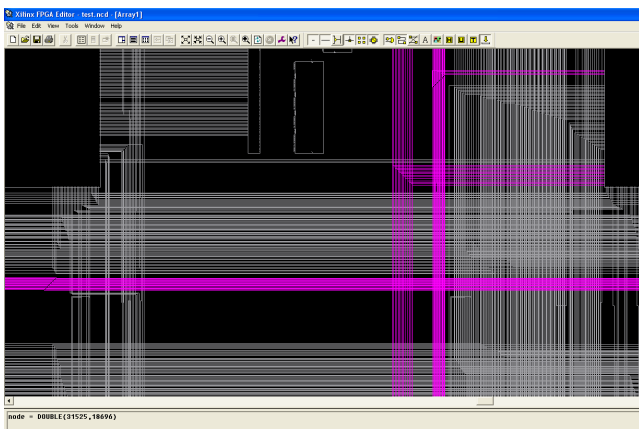 Xilinx FPGA Editor - test.ncd - [Array1]
File Edit View Tools Window Help
A
node = DOUBLE(31525,18696)